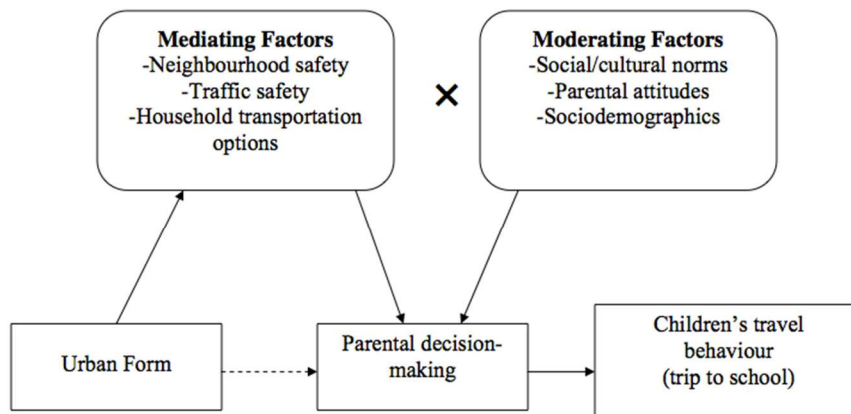 Mediating Factors
-Neighbourhood safety
-Traffic safety
-Household transportation
options
×
Moderating Factors
-Social/cultural norms
-Parental attitudes
-Sociodemographics
Urban Form
Parental decision-
making
Children’s travel
behaviour
(trip to school)